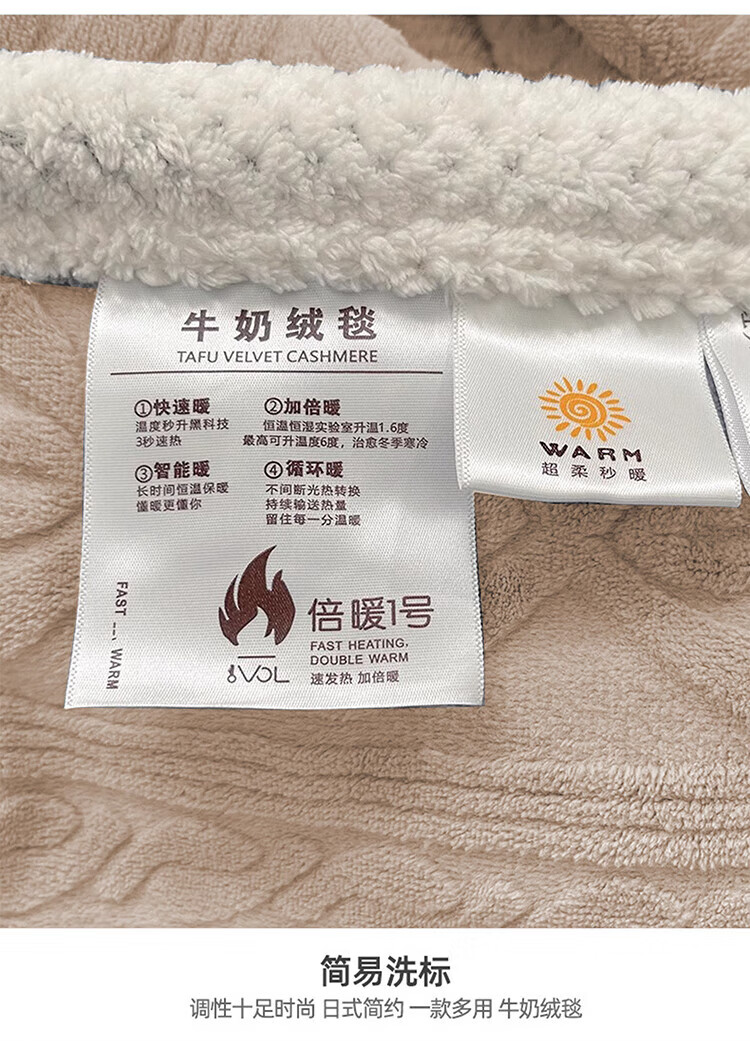 牛奶绒毯
TAFU VELVET CASHMERE
①快速暖
温度秒升黑科技
3秒速热
②加倍暖
恒温恒湿实验室升温1.6度
最高可升温度6度，治愈冬季寒冷
③智能暖
长时间恒温保暖
懂暖更懂你
④循环暖
不间断光热转换
持续输送热量
留住每一分温暖
FAST --, WARM
倍暖1号
FAST HEATING.
DOUBLE WARM
速发热 加倍暖
VOL
WARM
超柔秒暖
简易洗标
调性十足时尚 日式简约 一款多用 牛奶绒毯